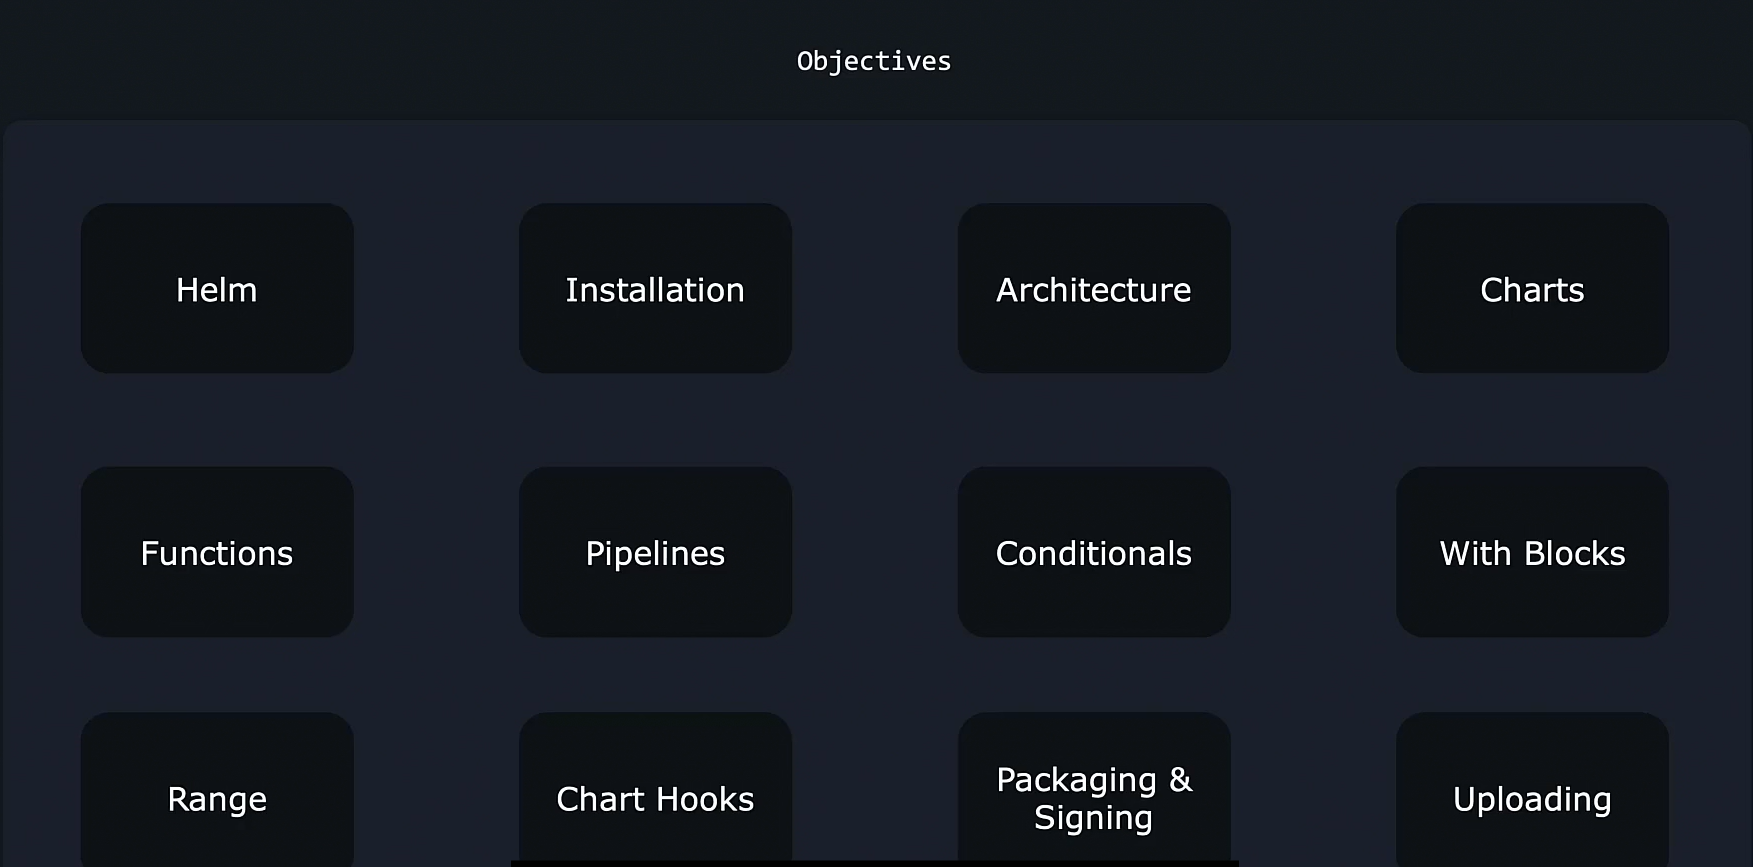 Objectives
Helm
Installation
Architecture
Charts
Functions
Pipelines
Conditionals
With Blocks
Range
Chart Hooks
Packaging &
Signing
Uploading